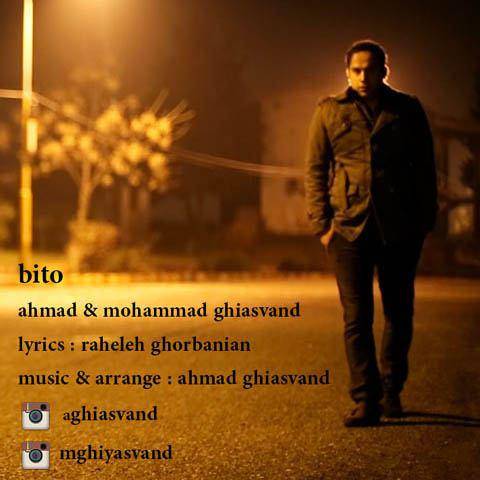 bito
ahmad & mohammad ghiasvand
lyrics : raheleh ghorbanian
music & arrange : ahmad ghiasvand
aghiasvand
mghiyasvand